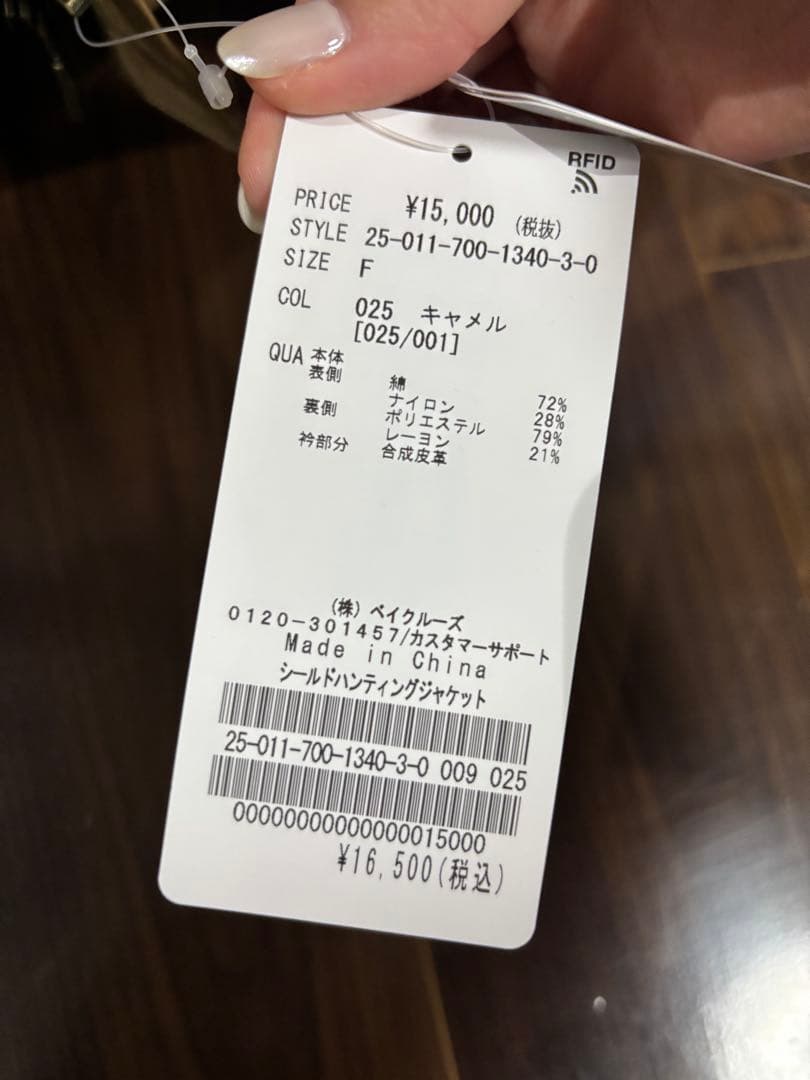 RFID
PRICE ¥15,000 (税抜)
STYLE 25-011-700-1340-3-0
SIZE F
COL 025 キャメル
[025/001]
QUA 本体
表側 綿 72%
ナイロン 28%
裏側 ポリエステル 79%
レーヨン 21%
衿部分 合成皮革
(株) ベイクルーズ
0120-301457/カスタマーサポート
Made in China
シールドハンティングジャケット
25-011-700-1340-3-0 009 025
00000000000000015000
¥16,500(税込)